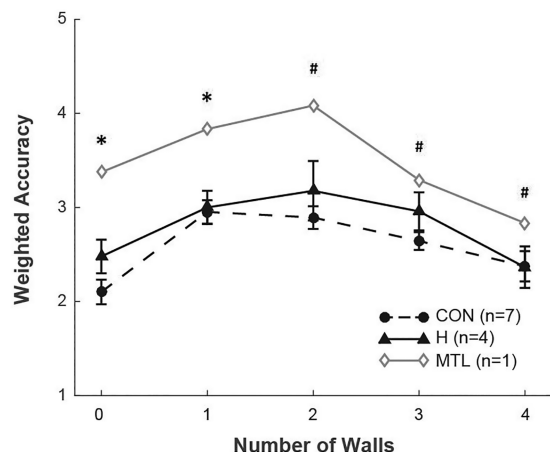 5
4
3
2
1
Weighted Accuracy
*
*
#
#
#
CON (n=7)
H (n=4)
MTL (n=1)
0 1 2 3 4
Number of Walls